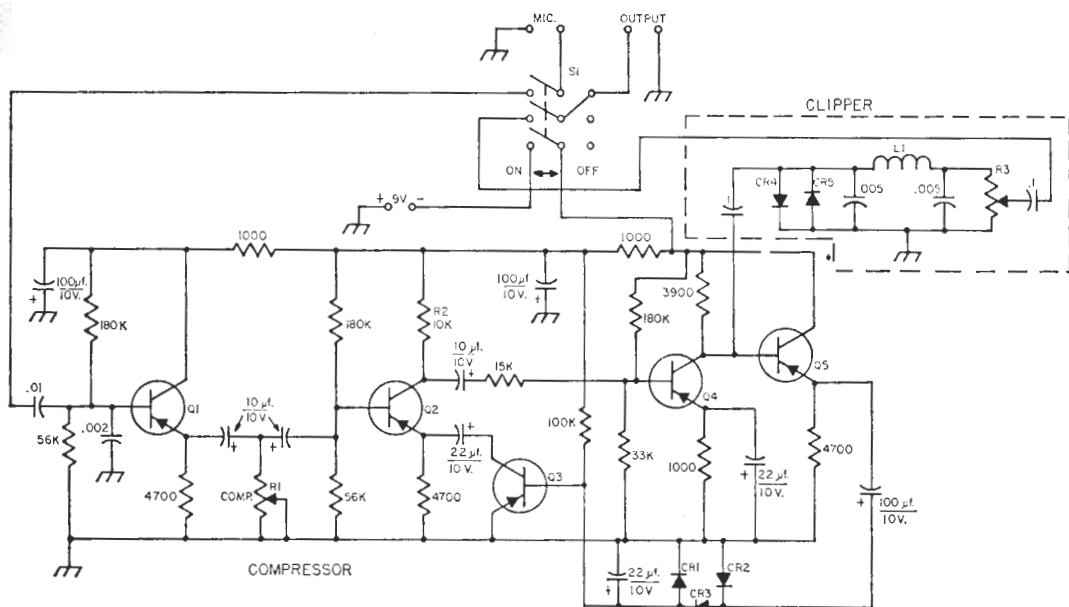 MIC.
OUTPUT
S1
CLIPPER
L1
R3
CR4
CR5
.005
.005
.1
.1
ON
OFF
+ 9V -
1000
1000
100µf.
10V.
+
180K
180K
R2
10K
100µf.
10V.
+
180K
3900
10µf.
10V
+
15K
.01
Q1
10µf.
10V.
+
+
Q2
Q4
Q5
56K
.002
100K
22µf.
10V.
+
Q3
33K
4700
R1
COMP.
56K
4700
1000
22µf.
10V.
+
4700
100µf.
10V.
+
COMPRESSOR
22µf.
10V
+
CR1
CR2
CR3